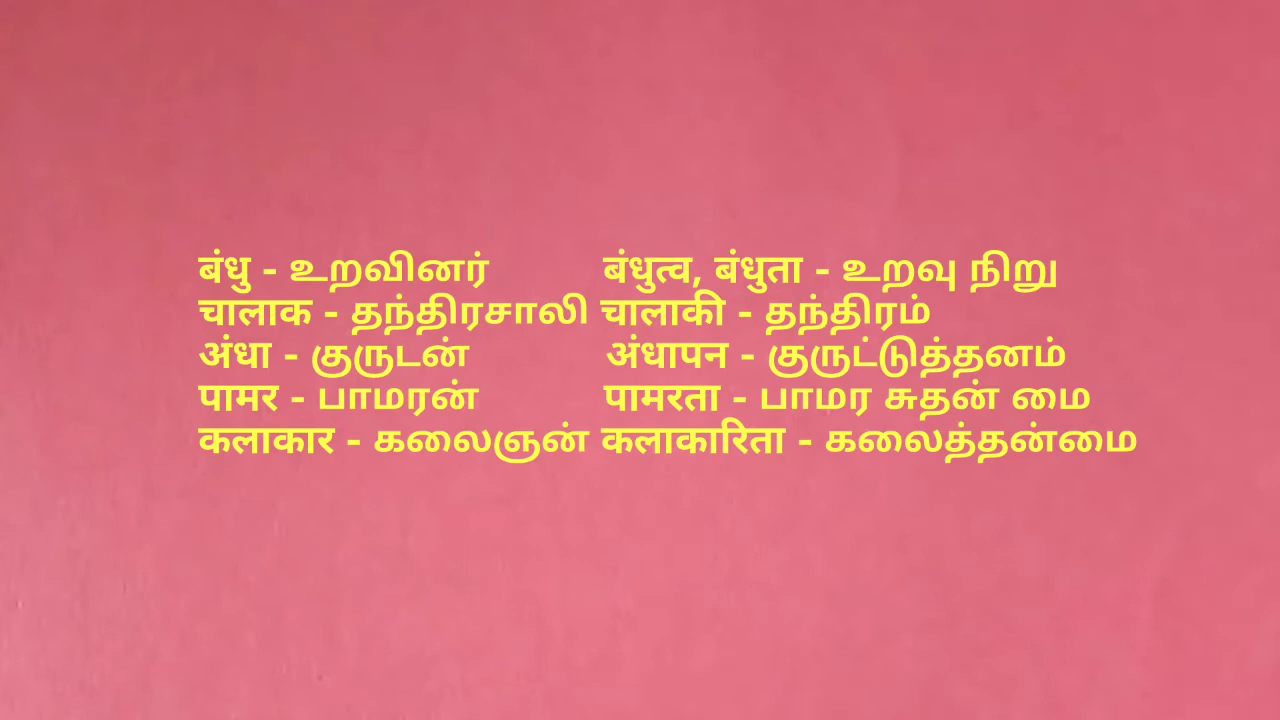 बंधु - உறவினர் बंधुत्व, बंधुता - உறவு நிறு
चालाक - தந்திரசாலி चालाकी - தந்திரம்
अंधा - குருடன் अंधापन - குருட்டுத்தனம்
पामर - பாமரன் पामरता - பாமர சுதன் மை
कलाकार - கலைஞன் कलाकारिता - கலைத்தன்மை